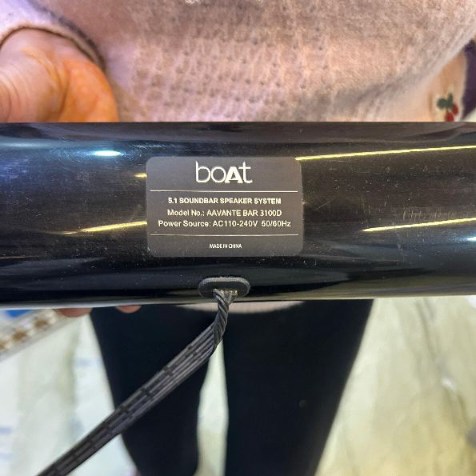 boAt
5.1 SOUNDBAR SPEAKER SYSTEM
Model No.: AAVANTE BAR 3100D
Power Source: AC110-240V 50/60Hz
MADE IN CHINA